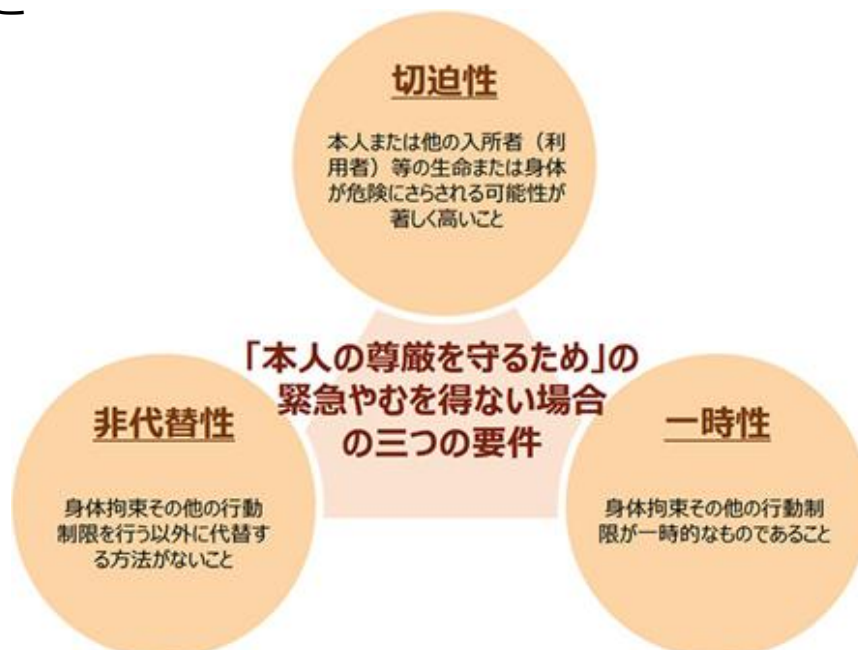 切迫性
本人または他の入所者（利
用者）等の生命または身体
が危険にさらされる可能性が
著しく高いこと
「本人の尊厳を守るため」の
緊急やむを得ない場合
の三つの要件
非代替性
身体拘束その他の行動
制限を行う以外に代替す
る方法がないこと
一時性
身体拘束その他の行動制
限が一時的なものであること